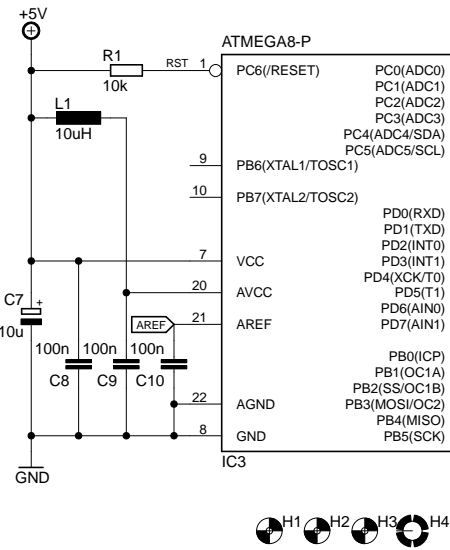 +5V
ATMEGA8-P
R1
10k
RST 1
PC6(/RESET)
PC0(ADC0)
PC1(ADC1)
PC2(ADC2)
PC3(ADC3)
PC4(ADC4/SDA)
PC5(ADC5/SCL)
L1
10uH
9
PB6(XTAL1/TOSC1)
10
PB7(XTAL2/TOSC2)
PD0(RXD)
PD1(TXD)
PD2(INT0)
PD3(INT1)
PD4(XCK/T0)
PD5(T1)
PD6(AIN0)
PD7(AIN1)
7
VCC
20
AVCC
C7
+
10u
AREF
21
AREF
100n
100n
100n
C8
C9
C10
PB0(ICP)
PB1(OC1A)
PB2(SS/OC1B)
PB3(MOSI/OC2)
PB4(MISO)
PB5(SCK)
22
AGND
8
GND
IC3
GND
H1
H2
H3
H4